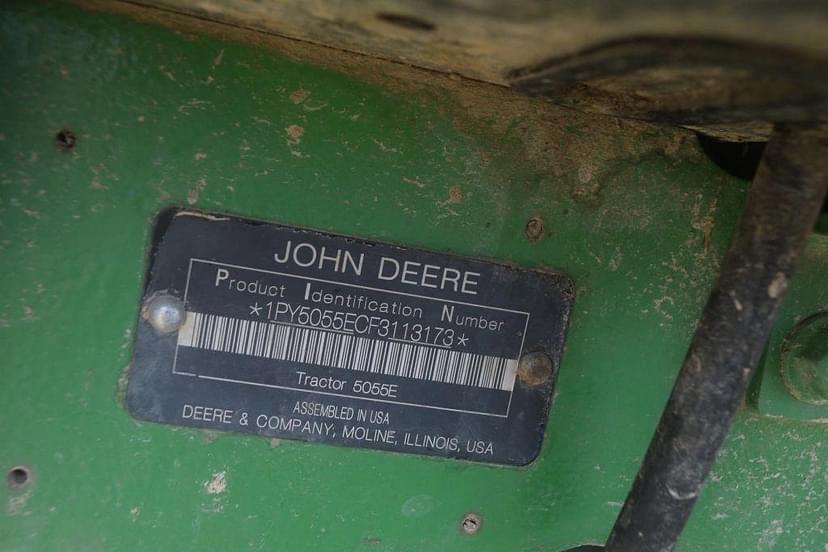 JOHN DEERE
Product Identification Number
*1PY5055ECF3113173*
Tractor 5055E
ASSEMBLED IN USA
DEERE & COMPANY, MOLINE, ILLINOIS, USA